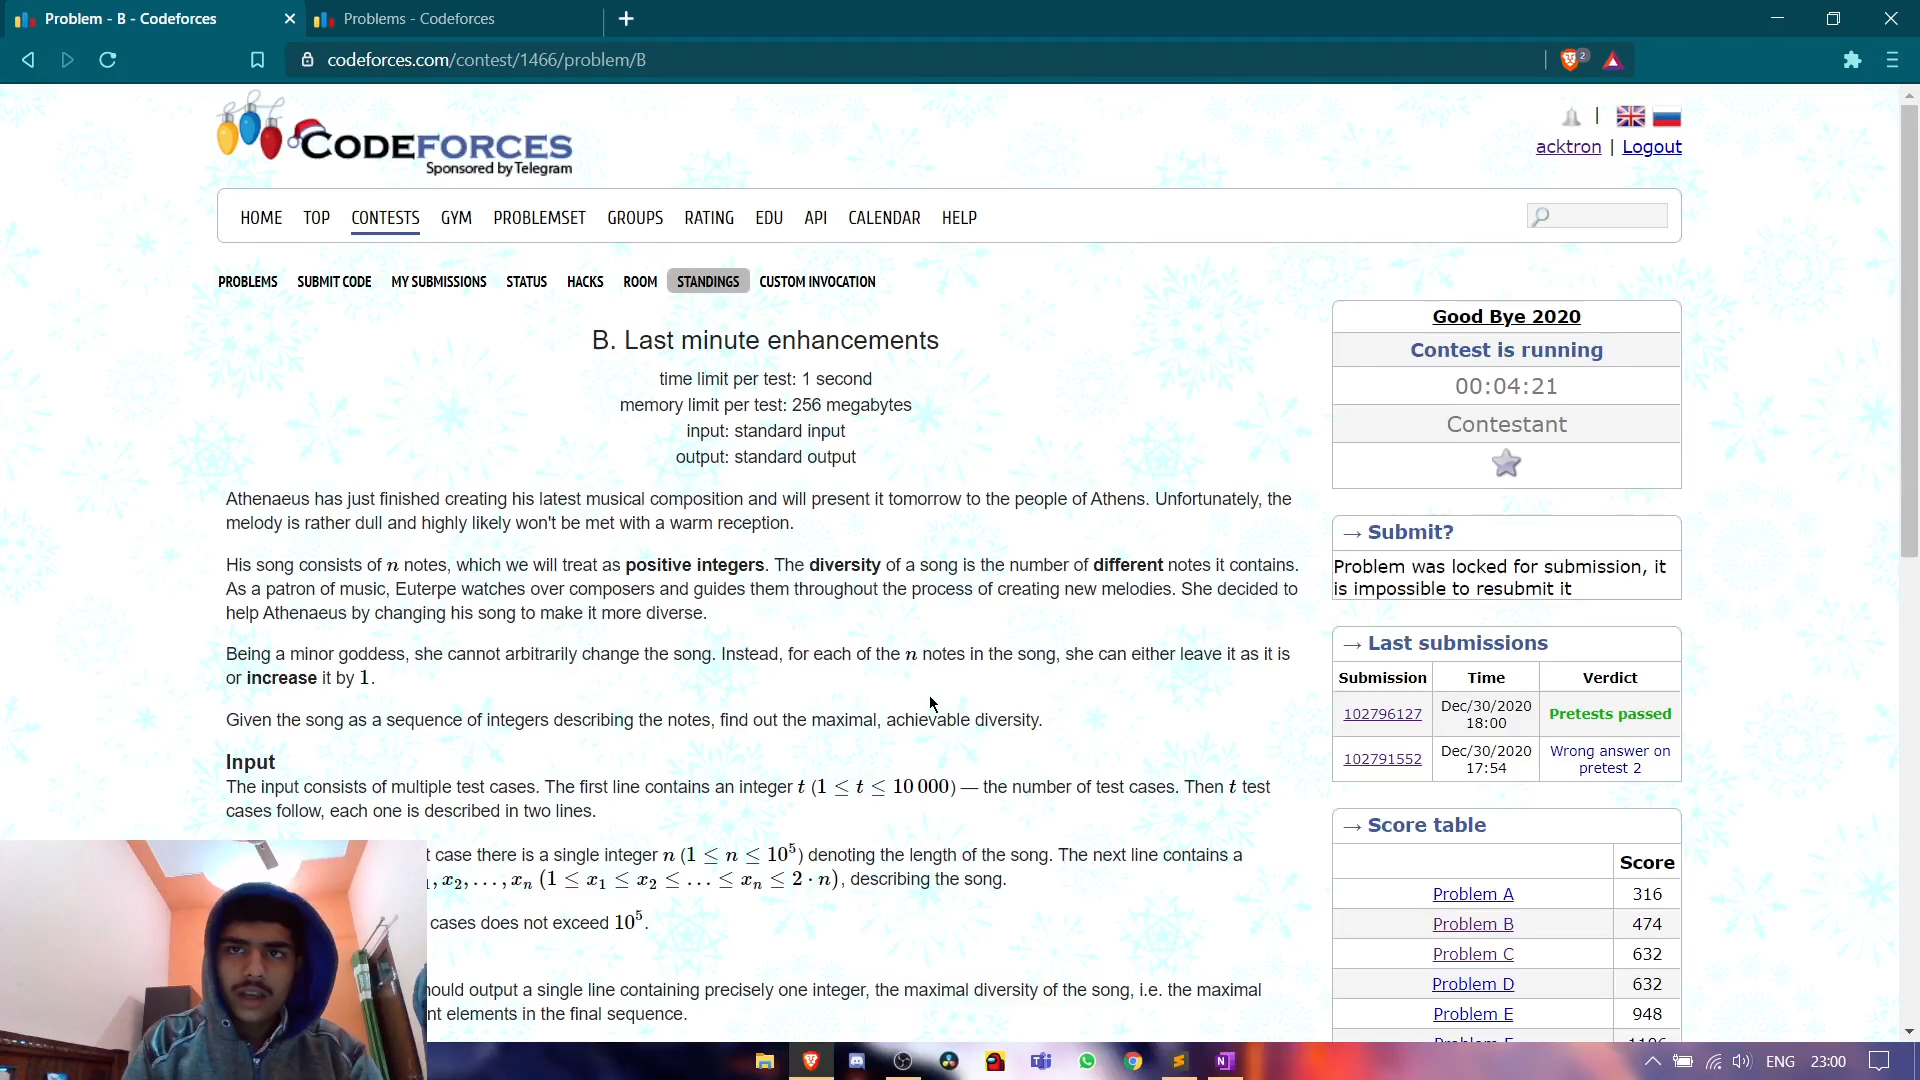 Problem - B - Codeforces
Problems - Codeforces
codeforces.com/contest/1466/problem/B
2
CODEFORCES
Sponsored by Telegram
|
acktron | Logout
HOME TOP CONTESTS GYM PROBLEMSET GROUPS RATING EDU API CALENDAR HELP
PROBLEMS SUBMIT CODE MY SUBMISSIONS STATUS HACKS ROOM STANDINGS CUSTOM INVOCATION
B. Last minute enhancements
time limit per test: 1 second
memory limit per test: 256 megabytes
input: standard input
output: standard output
Athenaeus has just finished creating his latest musical composition and will present it tomorrow to the people of Athens. Unfortunately, the
melody is rather dull and highly likely won't be met with a warm reception.
His song consists of n notes, which we will treat as positive integers. The diversity of a song is the number of different notes it contains.
As a patron of music, Euterpe watches over composers and guides them throughout the process of creating new melodies. She decided to
help Athenaeus by changing his song to make it more diverse.
Being a minor goddess, she cannot arbitrarily change the song. Instead, for each of the n notes in the song, she can either leave it as it is
or increase it by 1.
Given the song as a sequence of integers describing the notes, find out the maximal, achievable diversity.
Input
The input consists of multiple test cases. The first line contains an integer t (1 ≤ t ≤ 10 000) — the number of test cases. Then t test
cases follow, each one is described in two lines.
t case there is a single integer n (1 ≤ n ≤ 10⁵) denoting the length of the song. The next line contains a
, x₂, . . . , xₙ (1 ≤ x₁ ≤ x₂ ≤ . . . ≤ xₙ ≤ 2 · n), describing the song.
cases does not exceed 10⁵.
ould output a single line containing precisely one integer, the maximal diversity of the song, i.e. the maximal
nt elements in the final sequence.
Good Bye 2020
Contest is running
00:04:21
Contestant
→ Submit?
Problem was locked for submission, it
is impossible to resubmit it
→ Last submissions
Submission Time Verdict
102796127 Dec/30/2020 18:00 Pretests passed
102791552 Dec/30/2020 17:54 Wrong answer on pretest 2
→ Score table
Score
Problem A 316
Problem B 474
Problem C 632
Problem D 632
Problem E 948
ENG 23:00